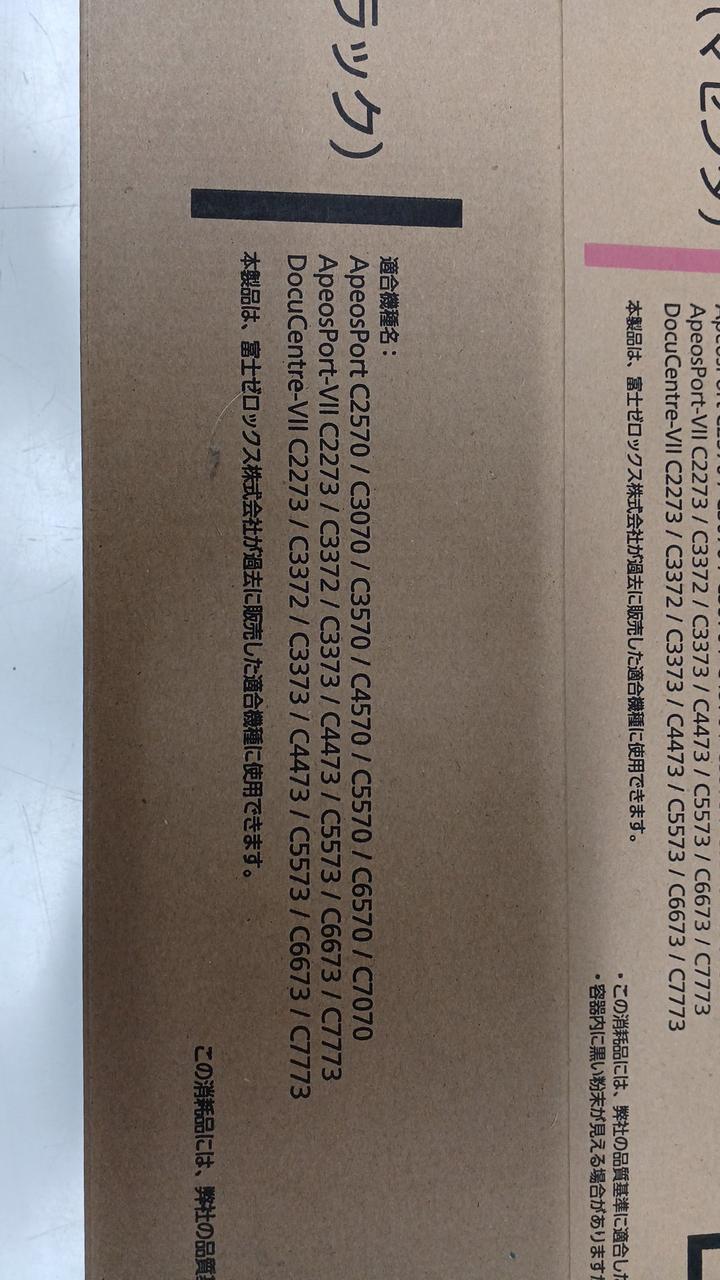 ラック）
適合機種名：
ApeosPort C2570 / C3070 / C3570 / C4570 / C5570 / C6570 / C7070
ApeosPort-VII C2273 / C3372 / C3373 / C4473 / C5573 / C6673 / C7773
DocuCentre-VII C2273 / C3372 / C3373 / C4473 / C5573 / C6673 / C7773
本製品は、富士ゼロックス株式会社が過去に販売した適合機種に使用できます。
この消耗品には、弊社の品質
（マゼンタ）
ApeosPort-VII C2273 / C3372 / C3373 / C4473 / C5573 / C6673 / C7773
DocuCentre-VII C2273 / C3372 / C3373 / C4473 / C5573 / C6673 / C7773
本製品は、富士ゼロックス株式会社が過去に販売した適合機種に使用できます。
・この消耗品には、弊社の品質基準に適合した
・容器内に黒い粉末が見える場合があります